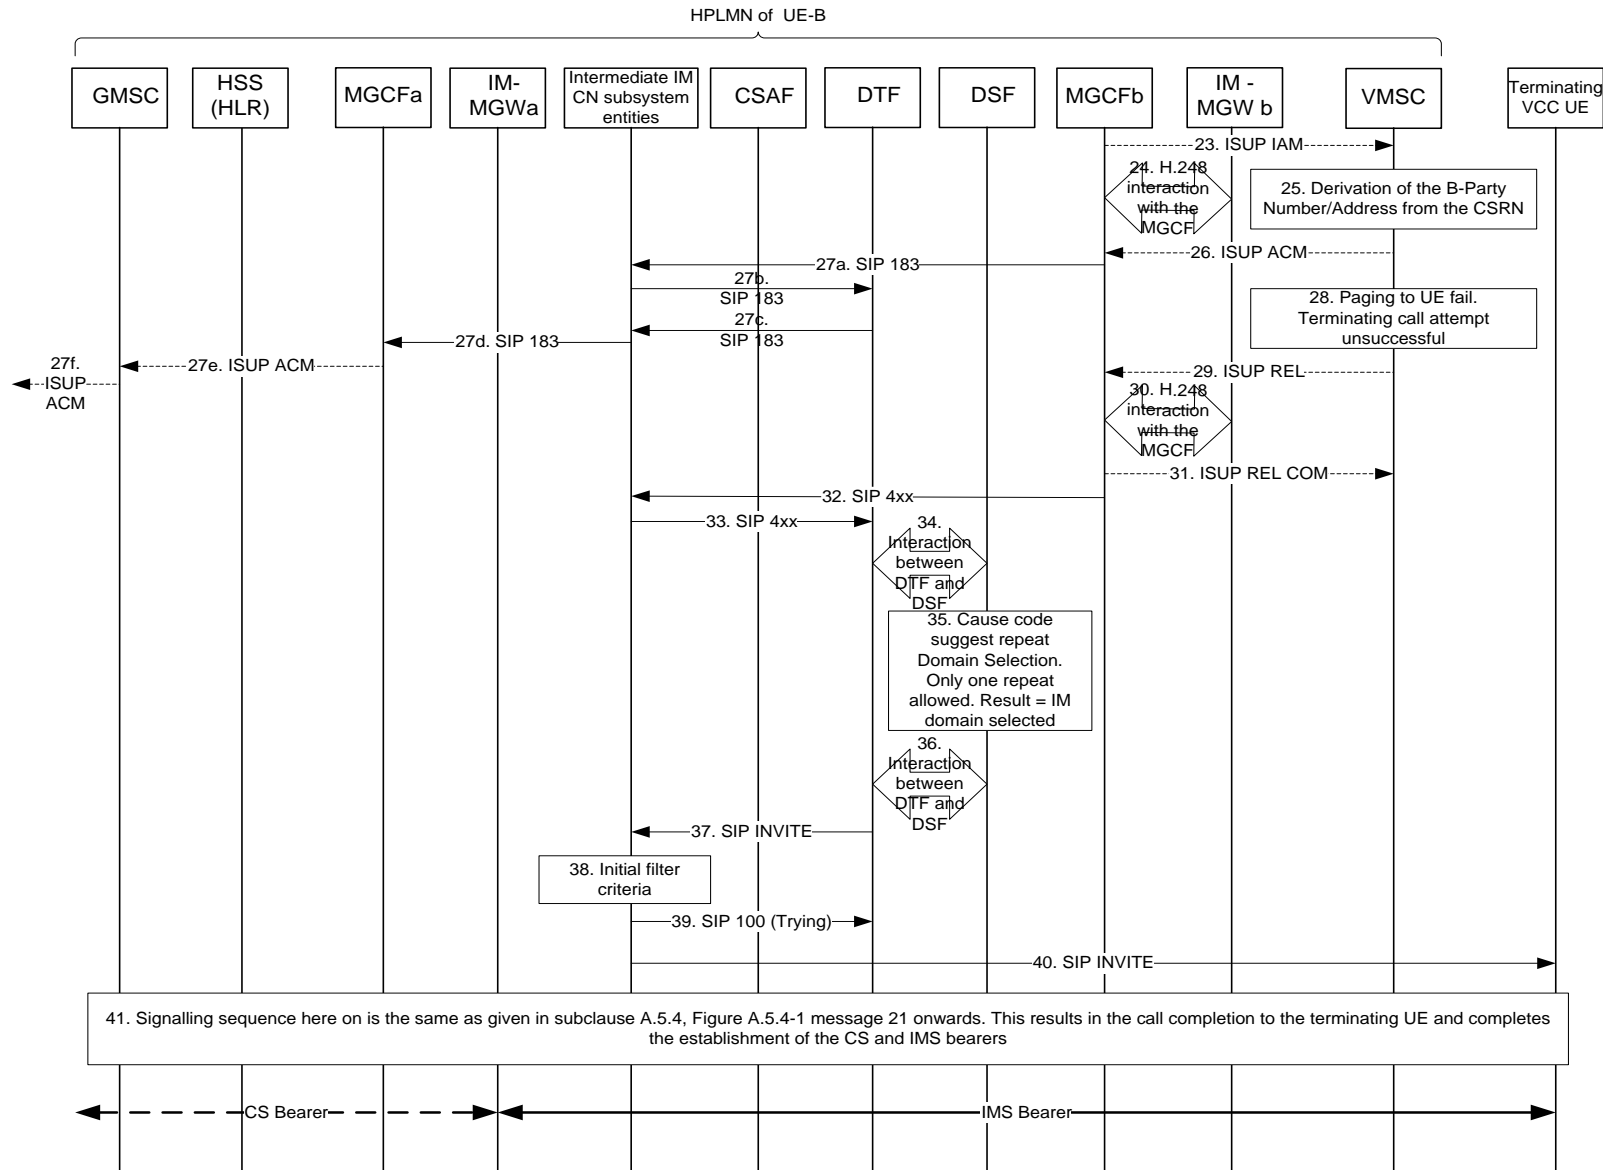 HPLMN of UE-B
GMSC
HSS
(HLR)
MGCFa
IM-
MGWa
Intermediate IM
CN subsystem
entities
CSAF
DTF
DSF
MGCFb
IM -
MGW b
VMSC
Terminating
VCC UE
23. ISUP IAM
24. H.248
interaction
with the
MGCF
25. Derivation of the B-Party
Number/Address from the CSRN
26. ISUP ACM
27a. SIP 183
27b.
SIP 183
28. Paging to UE fail.
Terminating call attempt
unsuccessful
27c.
SIP 183
27d. SIP 183
27e. ISUP ACM
27f.
ISUP
ACM
29. ISUP REL
30. H.248
interaction
with the
MGCF
31. ISUP REL COM
32. SIP 4xx
33. SIP 4xx
34.
Interaction
between
DTF and
DSF
35. Cause code
suggest repeat
Domain Selection.
Only one repeat
allowed. Result = IM
domain selected
36.
Interaction
between
DTF and
DSF
37. SIP INVITE
38. Initial filter
criteria
39. SIP 100 (Trying)
40. SIP INVITE
41. Signalling sequence here on is the same as given in subclause A.5.4, Figure A.5.4-1 message 21 onwards. This results in the call completion to the terminating UE and completes
the establishment of the CS and IMS bearers
CS Bearer
IMS Bearer